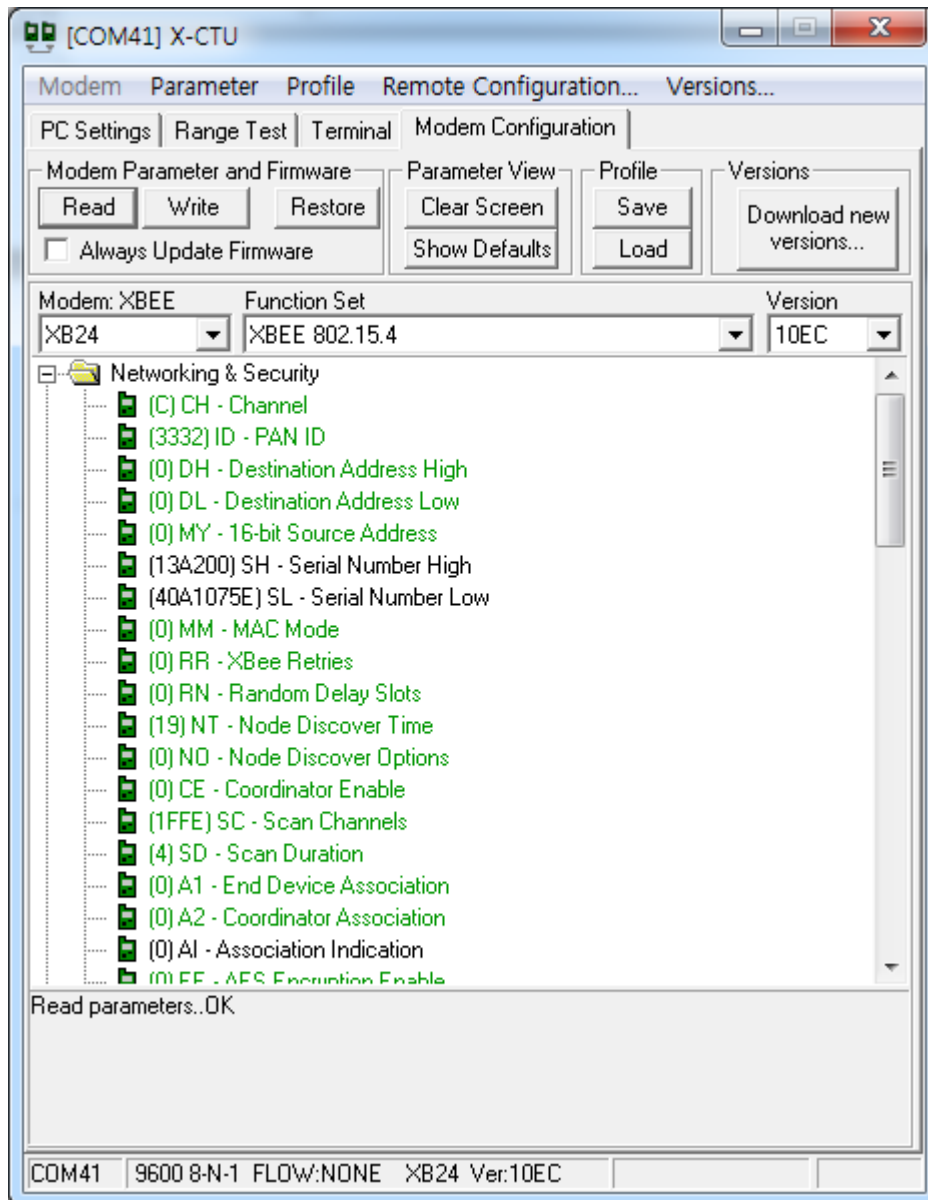 [COM41] X-CTU
Modem Parameter Profile Remote Configuration... Versions...
PC Settings Range Test Terminal Modem Configuration
Modem Parameter and Firmware Parameter View Profile Versions
Read Write Restore Clear Screen Save Download new versions...
Always Update Firmware Show Defaults Load
Modem: XBEE Function Set Version
XB24 XBEE 802.15.4 10EC
Networking & Security
(C) CH - Channel
(3332) ID - PAN ID
(0) DH - Destination Address High
(0) DL - Destination Address Low
(0) MY - 16-bit Source Address
(13A200) SH - Serial Number High
(40A1075E) SL - Serial Number Low
(0) MM - MAC Mode
(0) RR - XBee Retries
(0) RN - Random Delay Slots
(19) NT - Node Discover Time
(0) NO - Node Discover Options
(0) CE - Coordinator Enable
(1FFE) SC - Scan Channels
(4) SD - Scan Duration
(0) A1 - End Device Association
(0) A2 - Coordinator Association
(0) AI - Association Indication
(0) EE - AES Encryption Enable
Read parameters..OK
COM41 9600 8-N-1 FLOW:NONE XB24 Ver:10EC